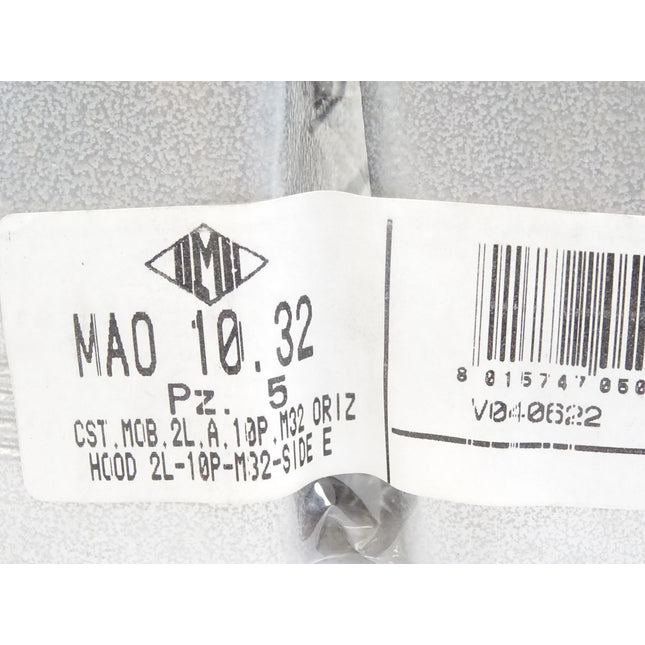 MAO 10.32
Pz. 5
CST.MOB.2L.A.10P.M32 ORIZ
HOOD 2L-10P-M32-SIDE E
8 015747 050
V040622